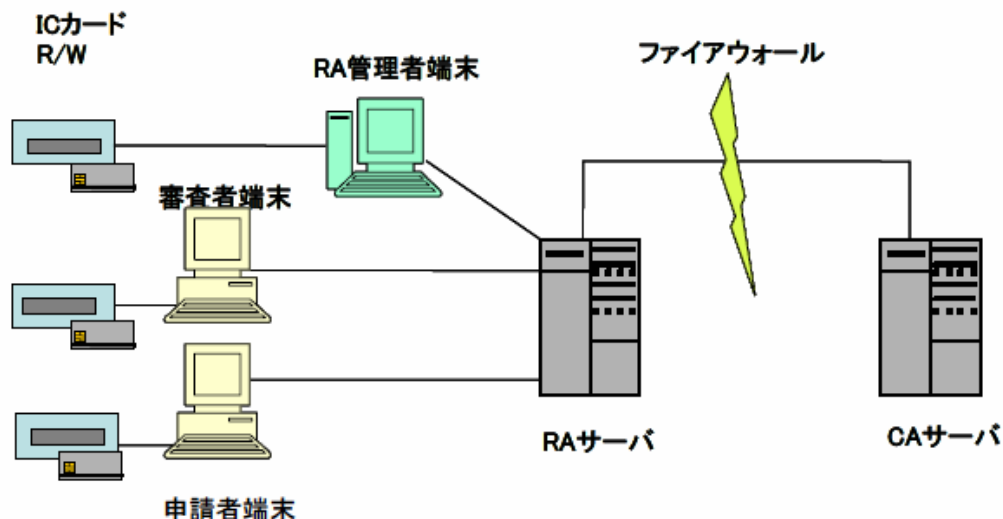 ICカード
R/W
RA管理者端末
ファイアウォール
審査者端末
RAサーバ
CAサーバ
申請者端末